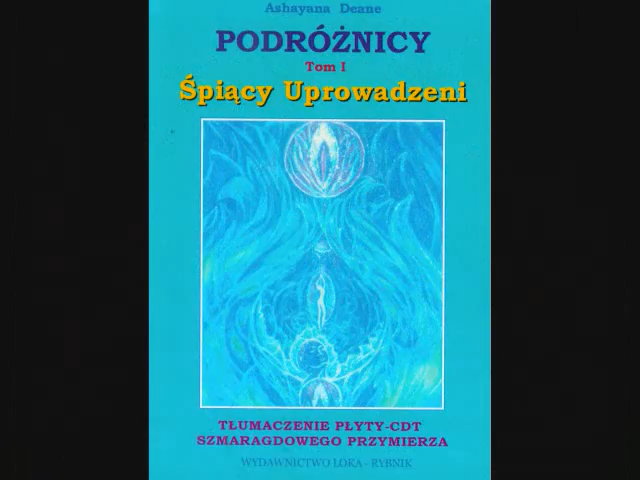 Ashayana Deane
PODRÓŻNICY
Tom I
Śpiący Uprowadzeni
TŁUMACZENIE PŁYTY-CDT
SZMARAGDOWEGO PRZYMIERZA
WYDAWNICTWO LOKA - RYBNIK